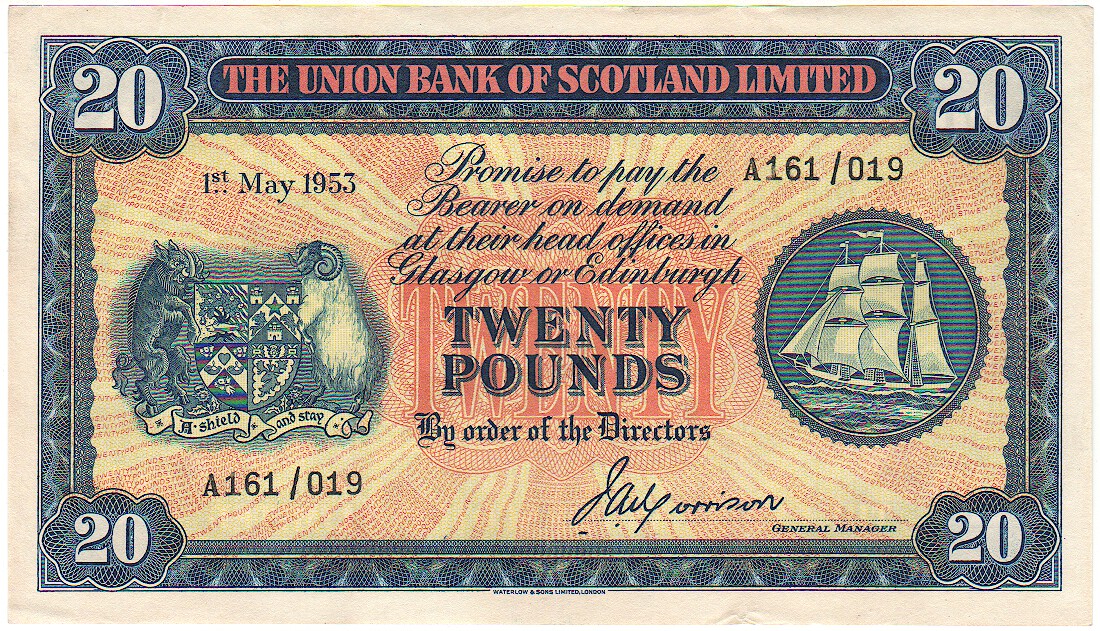 20 THE UNION BANK OF SCOTLAND LIMITED 20
1st May 1953
Promise to pay the
Bearer on demand
at their head offices in
Glasgow or Edinburgh
A161/019
TWENTY
TWENTY
POUNDS
By order of the Directors
A · shield and stay
A161/019
J A Morrison
GENERAL MANAGER
20 20
WATERLOW & SONS LIMITED, LONDON